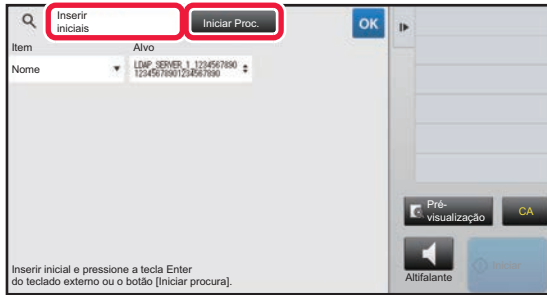 Inserir
iniciais
Iniciar Proc.
OK
Item
Alvo
Nome
LDAP_SERVER_1_1234567890
12345678901234567890
Pré-
visualização
CA
Altifalante
Inserir inicial e pressione a tecla Enter
do teclado externo ou o botão [Iniciar procura].